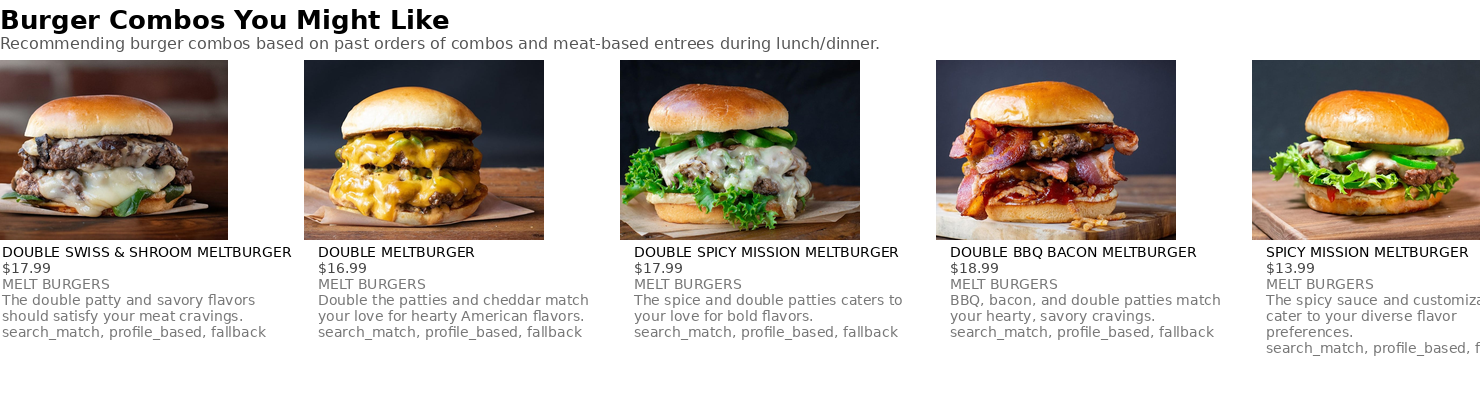 Burger Combos You Might Like
Recommending burger combos based on past orders of combos and meat-based entrees during lunch/dinner.
DOUBLE SWISS & SHROOM MELTBURGER
$17.99
MELT BURGERS
The double patty and savory flavors
should satisfy your meat cravings.
search_match, profile_based, fallback
DOUBLE MELTBURGER
$16.99
MELT BURGERS
Double the patties and cheddar match
your love for hearty American flavors.
search_match, profile_based, fallback
DOUBLE SPICY MISSION MELTBURGER
$17.99
MELT BURGERS
The spice and double patties caters to
your love for bold flavors.
search_match, profile_based, fallback
DOUBLE BBQ BACON MELTBURGER
$18.99
MELT BURGERS
BBQ, bacon, and double patties match
your hearty, savory cravings.
search_match, profile_based, fallback
SPICY MISSION MELTBURGER
$13.99
MELT BURGERS
The spicy sauce and
cater to your diverse flavor
preferences.
search_match, profile_based,